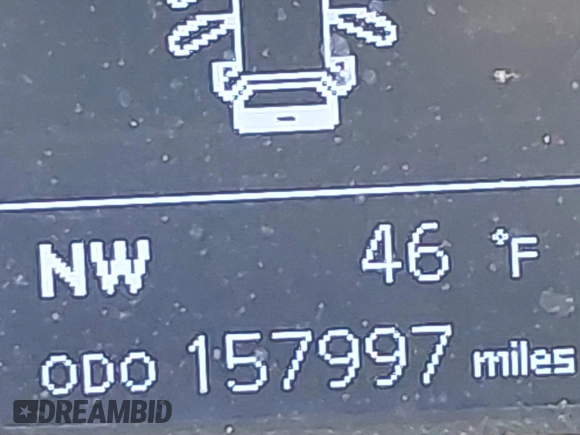 NW 46 °F
ODO 157997 miles
DREAMBID